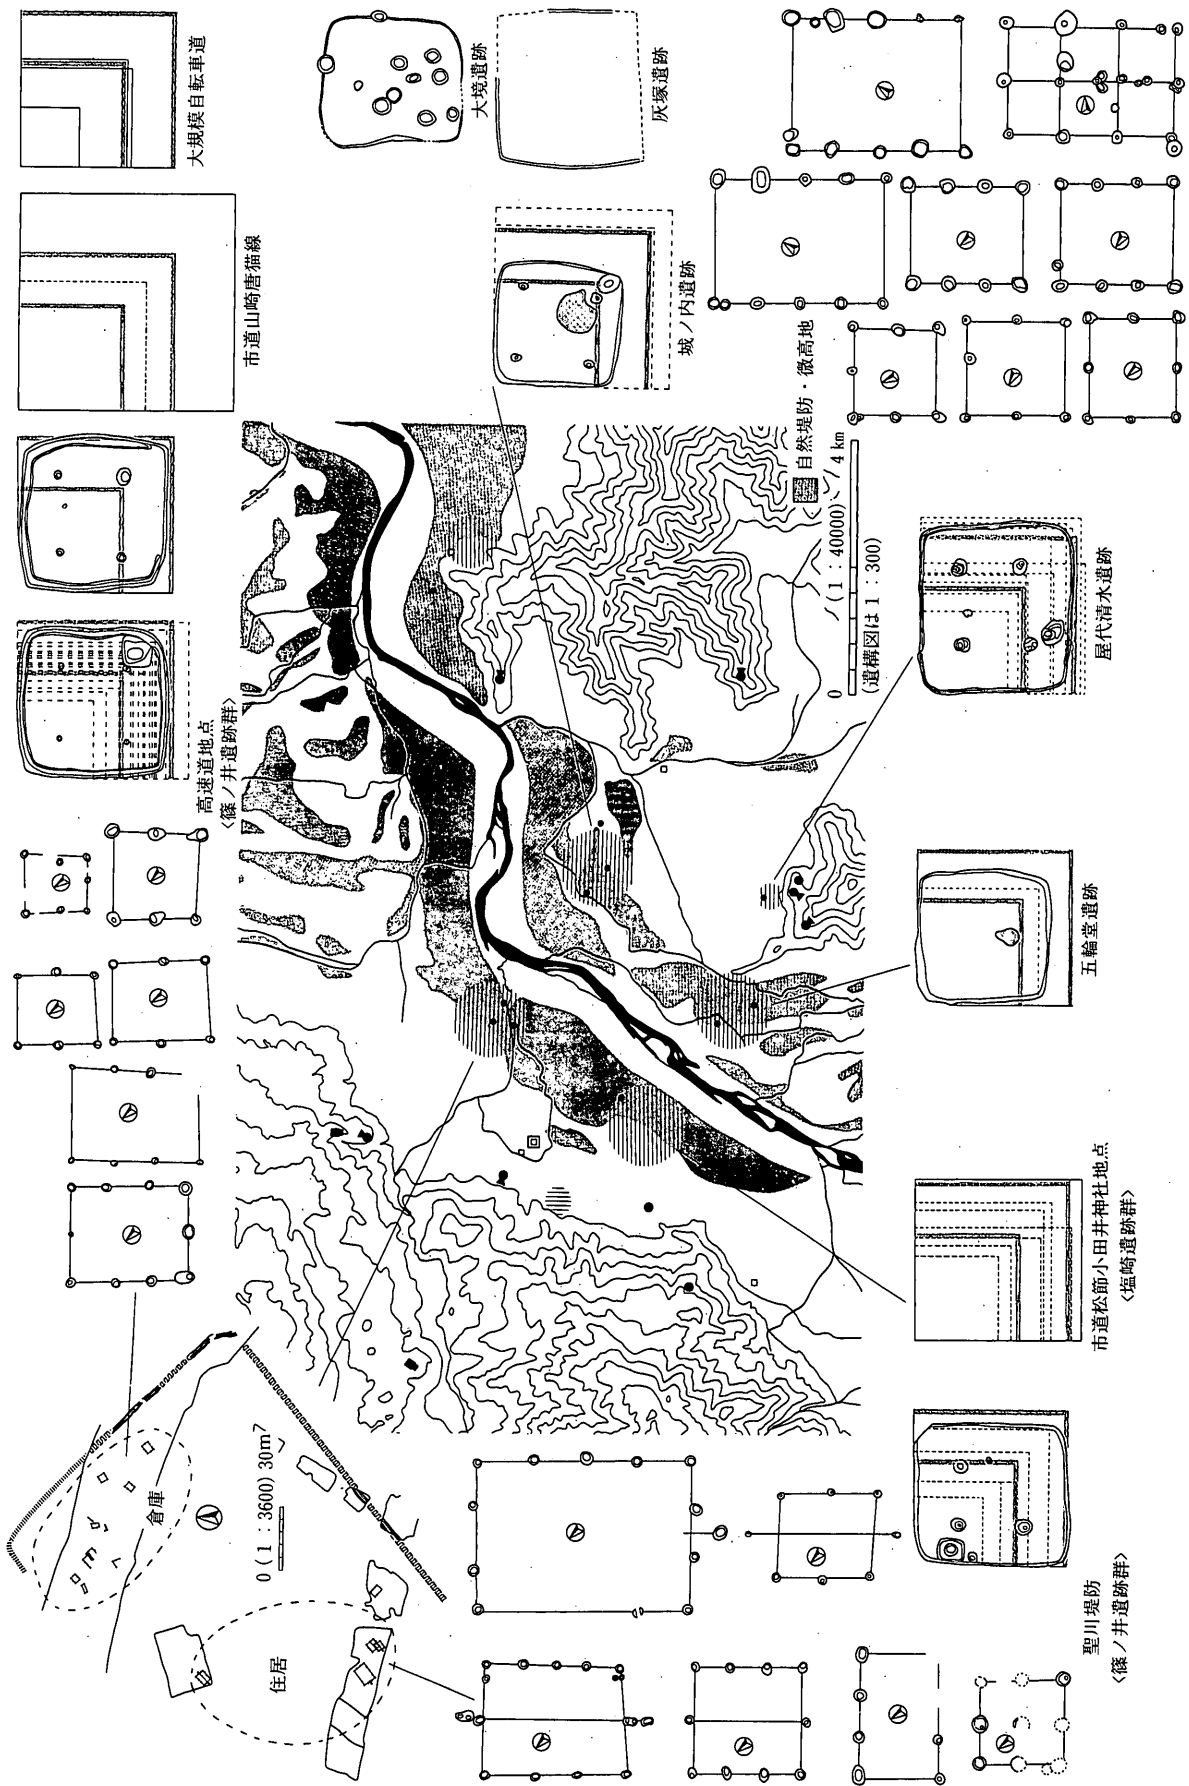 聖川堤防
〈篠ノ井遺跡群〉
市道松節小田井神社地点
〈塩崎遺跡群〉
五輪堂遺跡
屋代清水遺跡
住居
倉庫
0 (1:3600) 30m
高速道地点
〈篠ノ井遺跡群〉
市道山崎唐猫線
大規模自転車道
大境遺跡
灰塚遺跡
城ノ内遺跡
自然堤防・微高地
0 (1:40000) 4km
(遺構図は1:300)